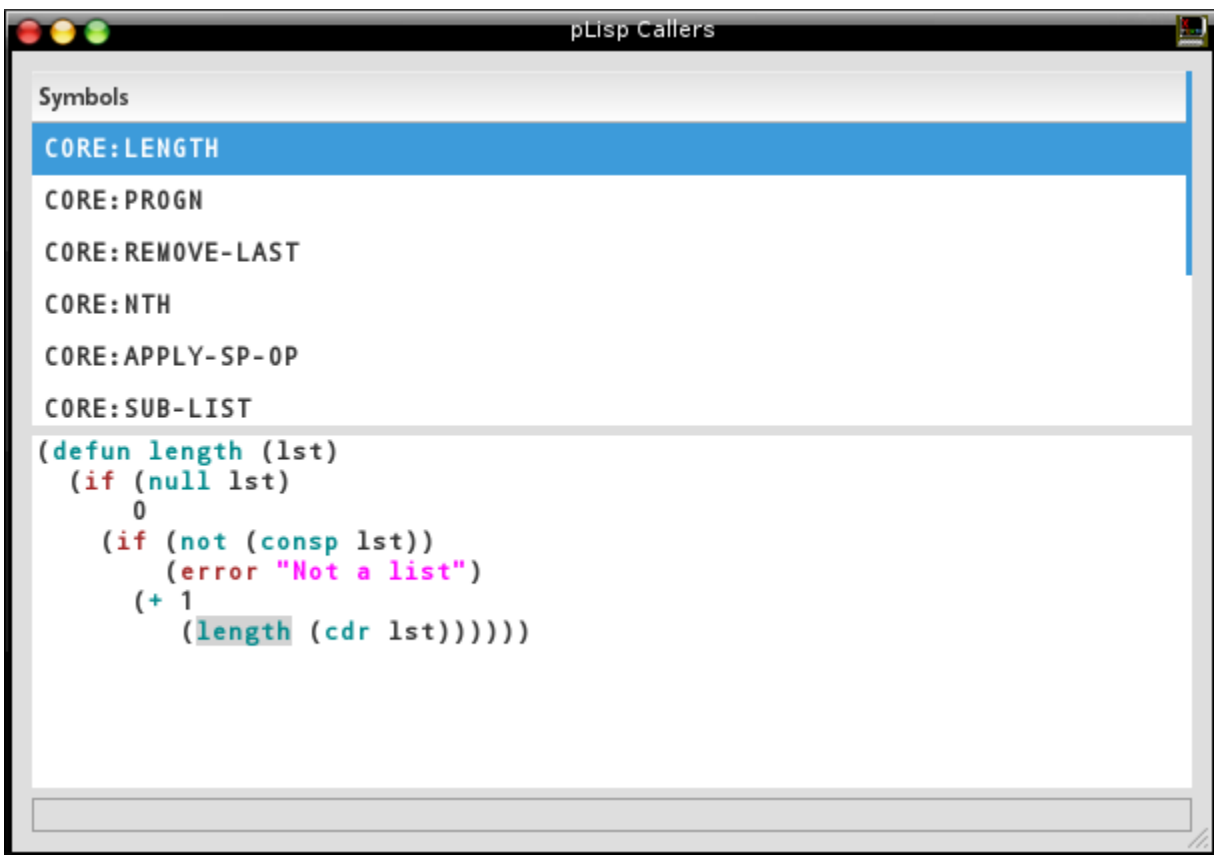 pLisp Callers
Symbols
CORE:LENGTH
CORE:PROGN
CORE:REMOVE-LAST
CORE:NTH
CORE:APPLY-SP-OP
CORE:SUB-LIST
(defun length (lst)
  (if (null lst)
      0
    (if (not (consp lst))
        (error "Not a list")
      (+ 1
         (length (cdr lst))))))